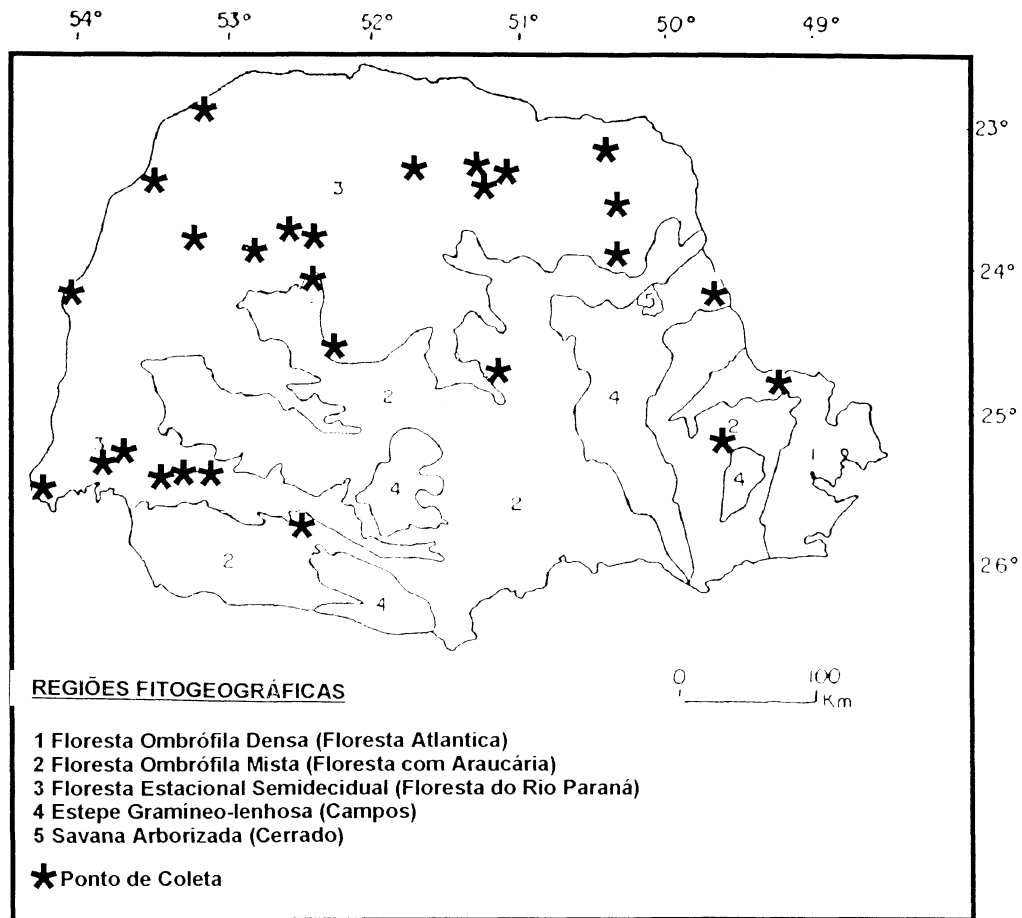 54° 53° 52° 51° 50° 49°
23°
3
24°
5
2
4
25°
2
3
1
4
4
2
2
26°
4
REGIÕES FITOGEOGRÁFICAS
0 100
Km
1 Floresta Ombrófila Densa (Floresta Atlantica)
2 Floresta Ombrófila Mista (Floresta com Araucária)
3 Floresta Estacional Semidecidual (Floresta do Rio Paraná)
4 Estepe Gramíneo-lenhosa (Campos)
5 Savana Arborizada (Cerrado)
Ponto de Coleta